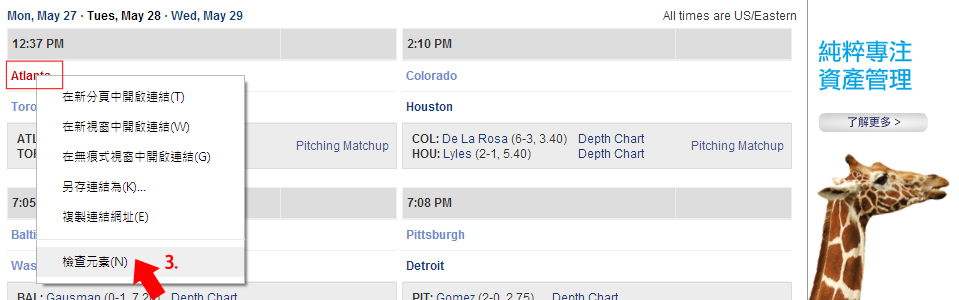 Mon, May 27 · Tues, May 28 · Wed, May 29
All times are US/Eastern
12:37 PM
2:10 PM
Atlanta
Colorado
Houston
COL: De La Rosa (6-3, 3.40) Depth Chart
HOU: Lyles (2-1, 5.40) Depth Chart
Pitching Matchup
Pitching Matchup
在新分頁中開啟連結(T)
在新視窗中開啟連結(W)
在無痕式視窗中開啟連結(G)
另存連結為(K)...
複製連結網址(E)
檢查元素(N)
3.
7:05
7:08 PM
Pittsburgh
Detroit
BAL: Gausman (0-1, 7.2 Depth Chart
PIT: Gomez (2-0, 2.75) Depth Chart
純粹專注
資產管理
了解更多 >